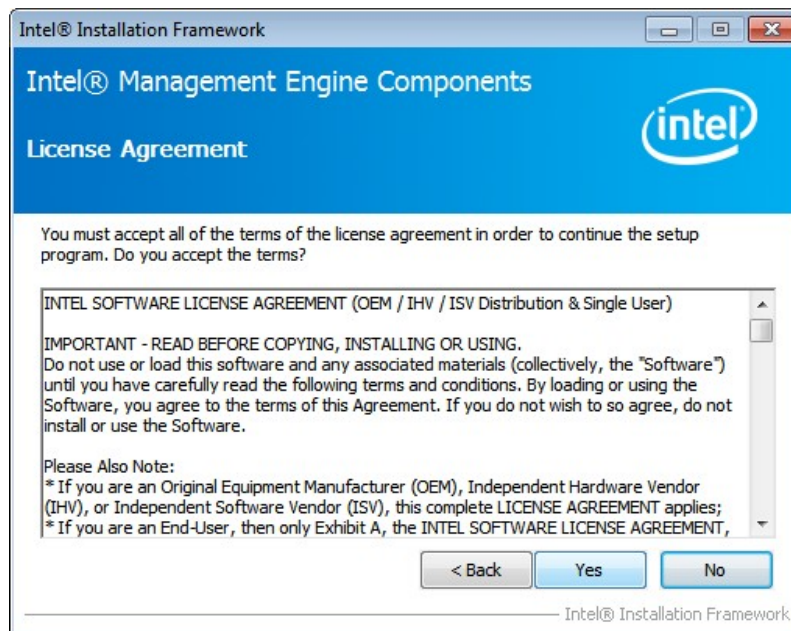 Intel® Installation Framework
Intel® Management Engine Components
intel
License Agreement
You must accept all of the terms of the license agreement in order to continue the setup
program. Do you accept the terms?
INTEL SOFTWARE LICENSE AGREEMENT (OEM / IHV / ISV Distribution & Single User)
IMPORTANT - READ BEFORE COPYING, INSTALLING OR USING.
Do not use or load this software and any associated materials (collectively, the "Software")
until you have carefully read the following terms and conditions. By loading or using the
Software, you agree to the terms of this Agreement. If you do not wish to so agree, do not
install or use the Software.
Please Also Note:
* If you are an Original Equipment Manufacturer (OEM), Independent Hardware Vendor
(IHV), or Independent Software Vendor (ISV), this complete LICENSE AGREEMENT applies;
* If you are an End-User, then only Exhibit A, the INTEL SOFTWARE LICENSE AGREEMENT,
< Back
Yes
No
Intel® Installation Framework